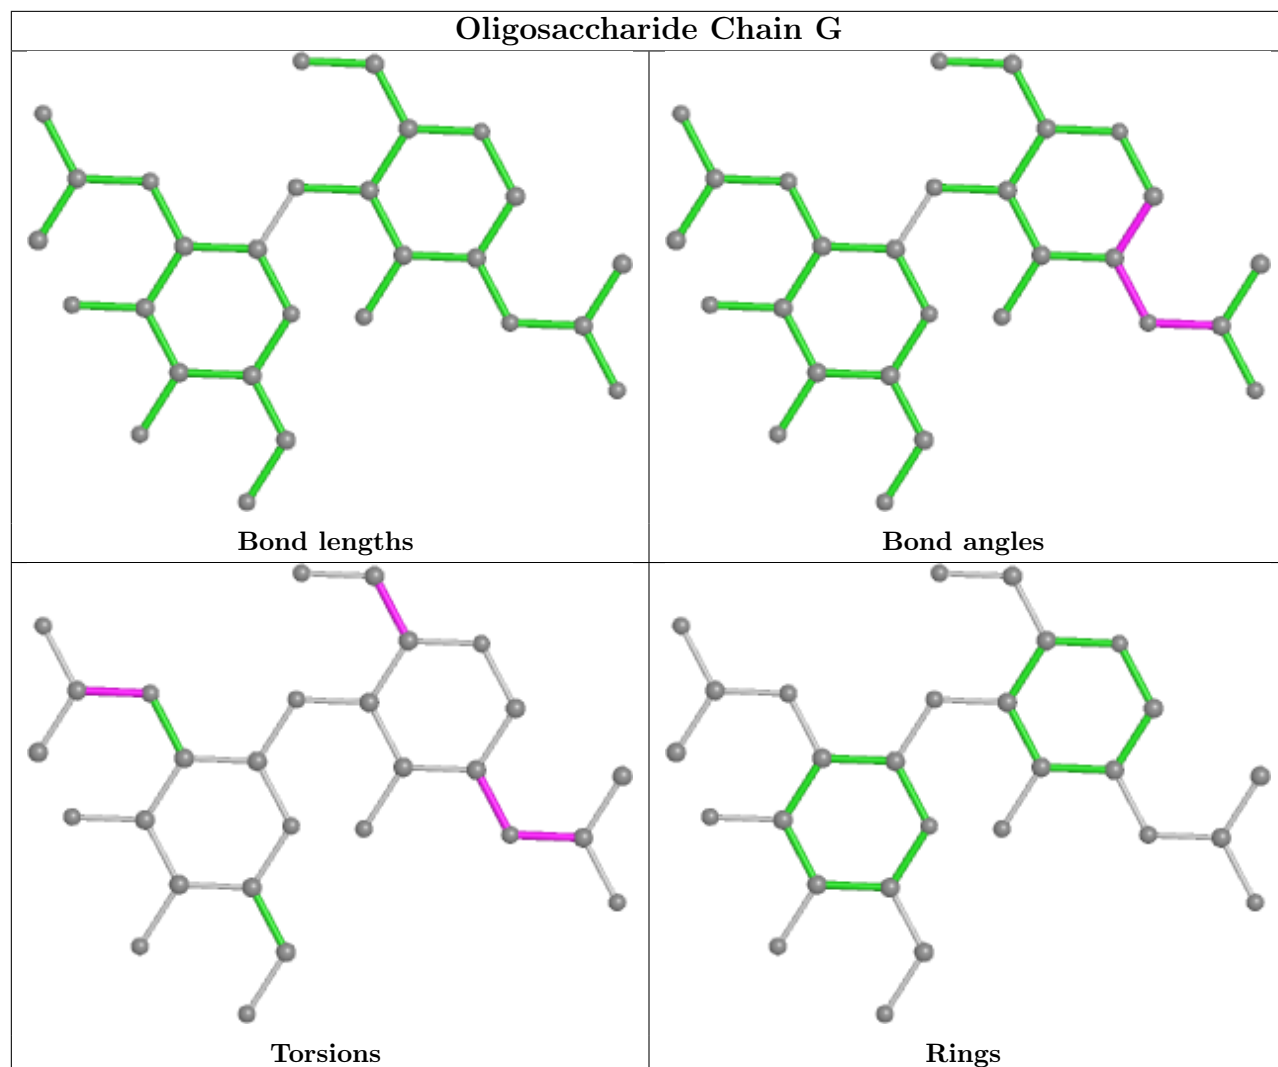 Oligosaccharide Chain G
Bond lengths
Bond angles
Torsions
Rings